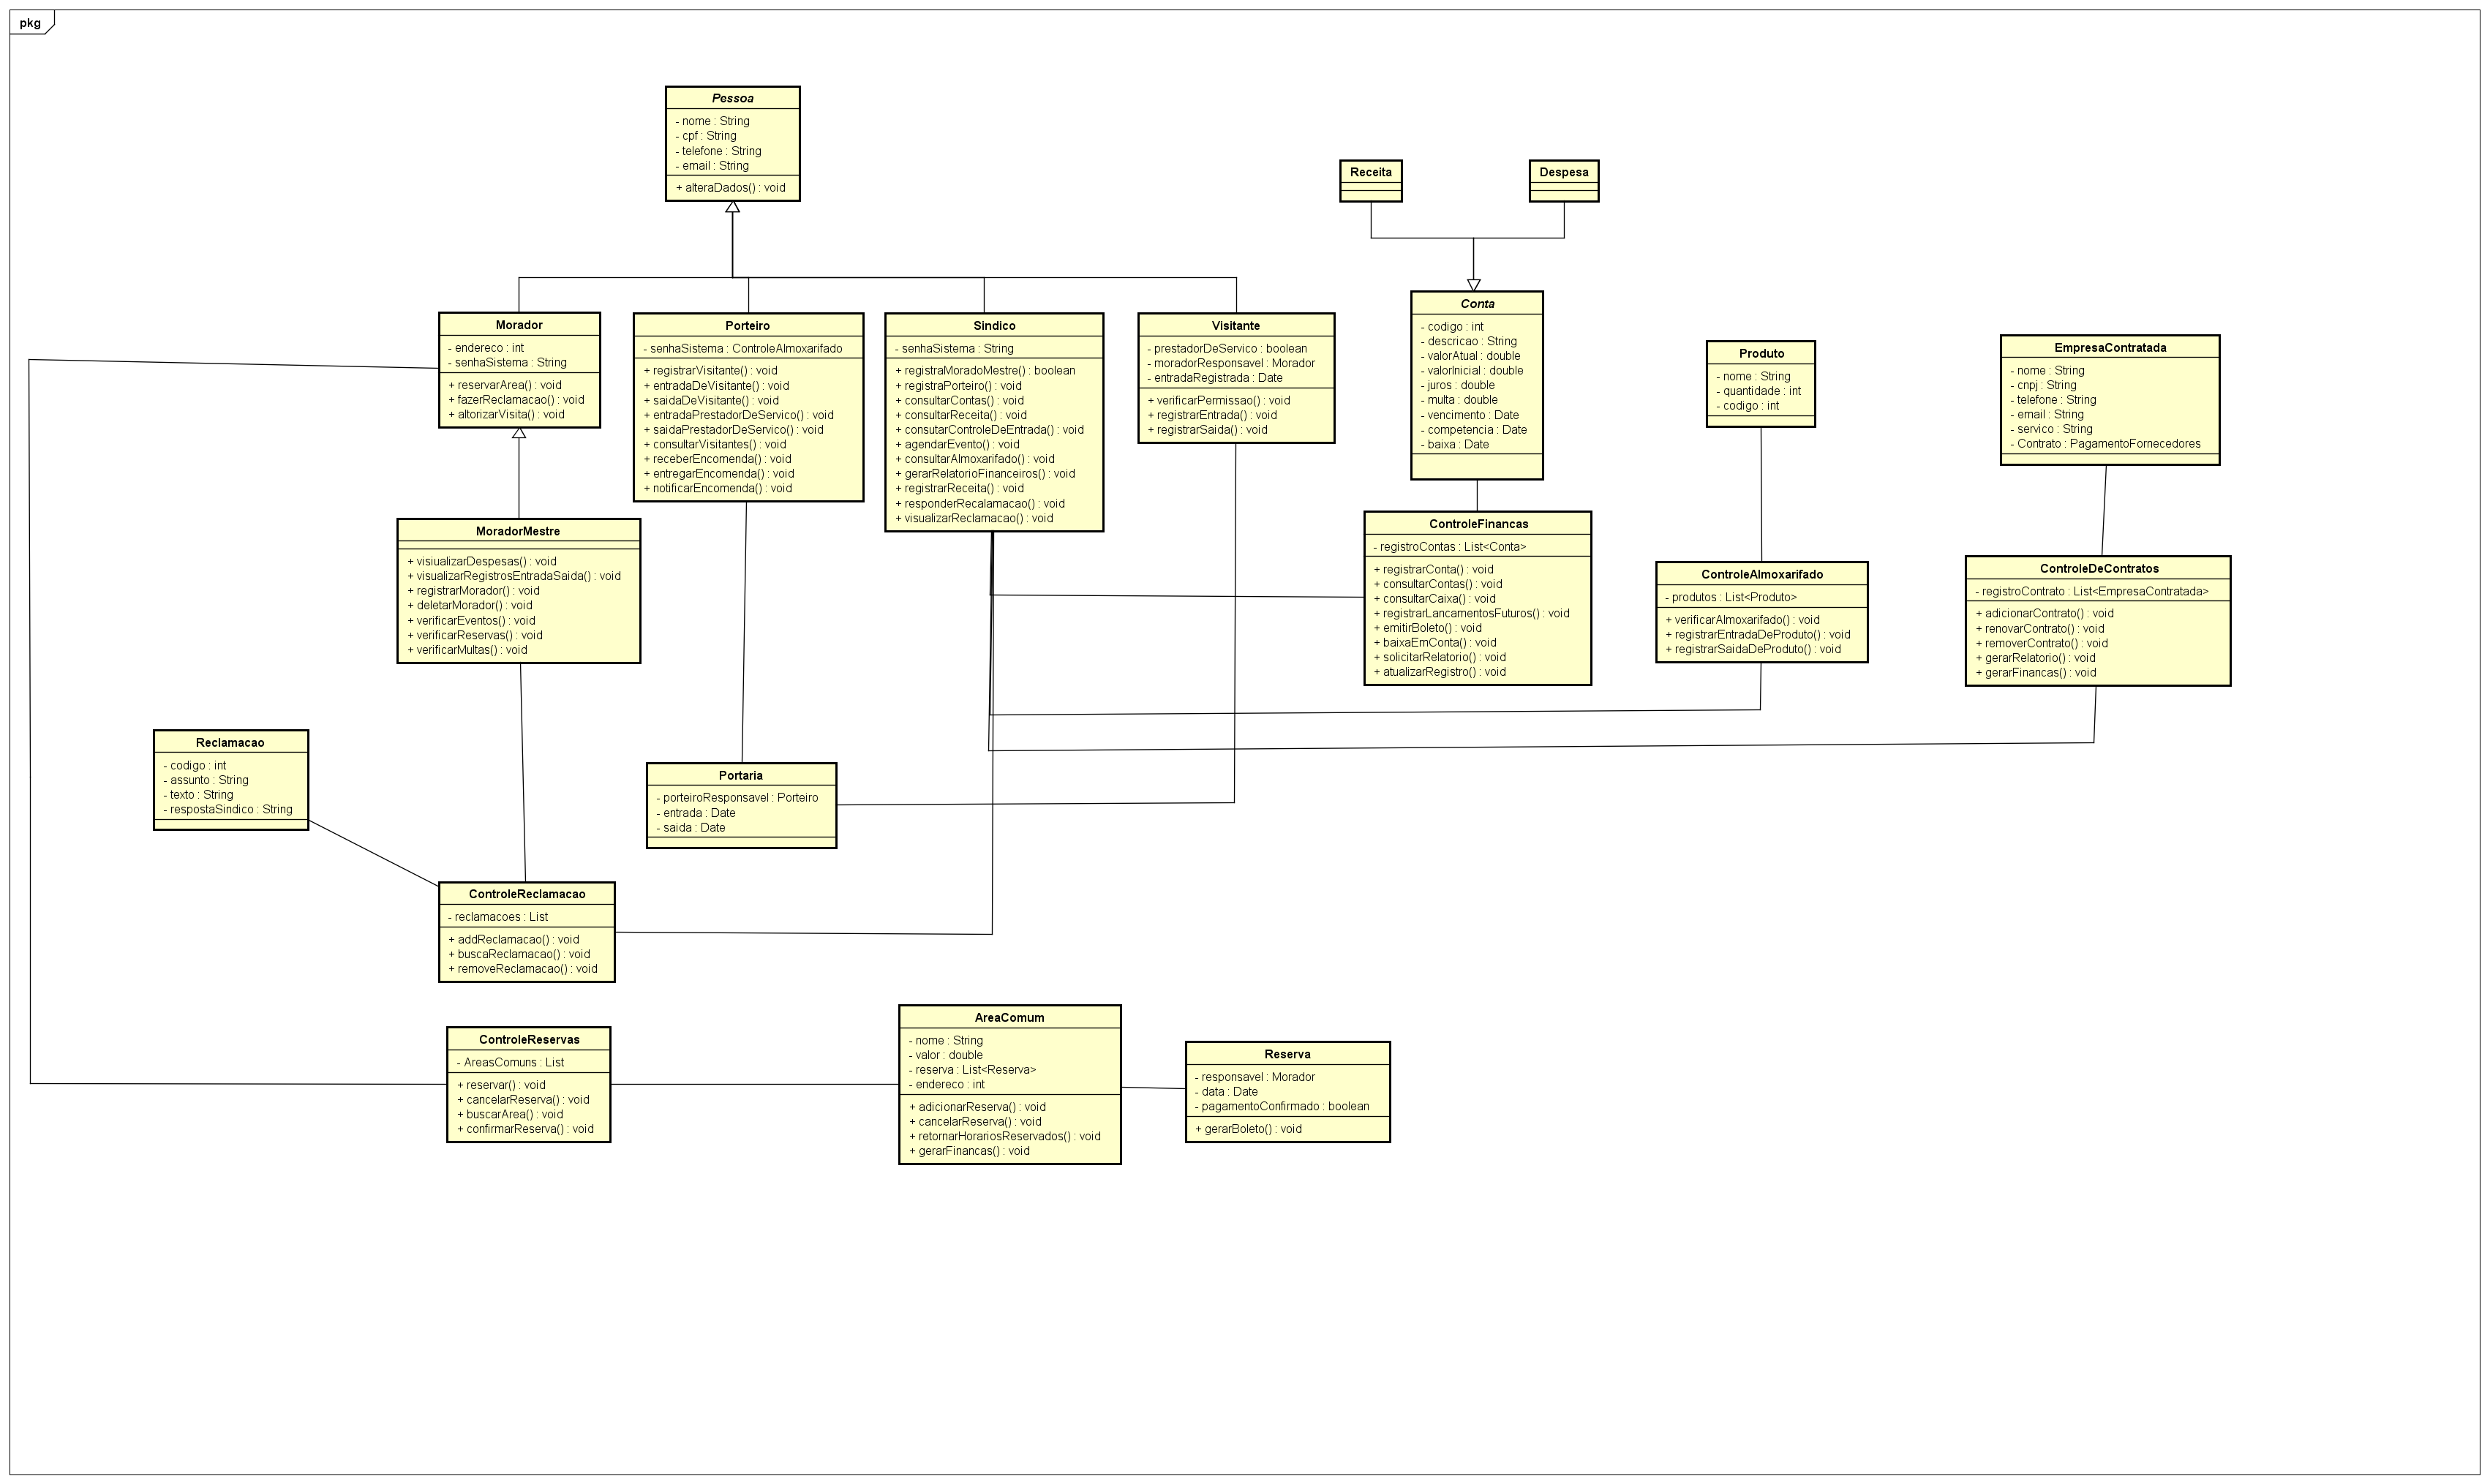 pkg
Pessoa
- nome : String
- cpf : String
- telefone : String
- email : String
+ alteraDados() : void
Receita
Despesa
Morador
- endereco : int
- senhaSistema : String
+ reservarArea() : void
+ fazerReclamacao() : void
+ altorizarVisita() : void
Porteiro
- senhaSistema : ControleAlmoxarifado
+ registrarVisitante() : void
+ entradaDeVisitante() : void
+ saidaDeVisitante() : void
+ entradaPrestadorDeServico() : void
+ saidaPrestadorDeServico() : void
+ consultarVisitantes() : void
+ receberEncomenda() : void
+ entregarEncomenda() : void
+ notificarEncomenda() : void
Sindico
- senhaSistema : String
+ registraMoradoMestre() : boolean
+ registraPorteiro() : void
+ consultarContas() : void
+ consultarReceita() : void
+ consutarControleDeEntrada() : void
+ agendarEvento() : void
+ consultarAlmoxarifado() : void
+ gerarRelatorioFinanceiros() : void
+ registrarReceita() : void
+ responderRecalamacao() : void
+ visualizarReclamacao() : void
Visitante
- prestadorDeServico : boolean
- moradorResponsavel : Morador
- entradaRegistrada : Date
+ verificarPermissao() : void
+ registrarEntrada() : void
+ registrarSaida() : void
Conta
- codigo : int
- descricao : String
- valorAtual : double
- valorInicial : double
- juros : double
- multa : double
- vencimento : Date
- competencia : Date
- baixa : Date
Produto
- nome : String
- quantidade : int
- codigo : int
EmpresaContratada
- nome : String
- cnpj : String
- telefone : String
- email : String
- servico : String
- Contrato : PagamentoFornecedores
MoradorMestre
+ visiualizarDespesas() : void
+ visualizarRegistrosEntradaSaida() : void
+ registrarMorador() : void
+ deletarMorador() : void
+ verificarEventos() : void
+ verificarReservas() : void
+ verificarMultas() : void
ControleFinancas
- registroContas : List<Conta>
+ registrarConta() : void
+ consultarContas() : void
+ consultarCaixa() : void
+ registrarLancamentosFuturos() : void
+ emitirBoleto() : void
+ baixaEmConta() : void
+ solicitarRelatorio() : void
+ atualizarRegistro() : void
ControleAlmoxarifado
- produtos : List<Produto>
+ verificarAlmoxarifado() : void
+ registrarEntradaDeProduto() : void
+ registrarSaidaDeProduto() : void
ControleDeContratos
- registroContrato : List<EmpresaContratada>
+ adicionarContrato() : void
+ renovarContrato() : void
+ removerContrato() : void
+ gerarRelatorio() : void
+ gerarFinancas() : void
Reclamacao
- codigo : int
- assunto : String
- texto : String
- respostaSindico : String
Portaria
- porteiroResponsavel : Porteiro
- entrada : Date
- saida : Date
ControleReclamacao
- reclamacoes : List
+ addReclamacao() : void
+ buscaReclamacao() : void
+ removeReclamacao() : void
ControleReservas
- AreasComuns : List
+ reservar() : void
+ cancelarReserva() : void
+ buscarArea() : void
+ confirmarReserva() : void
AreaComum
- nome : String
- valor : double
- reserva : List<Reserva>
- endereco : int
+ adicionarReserva() : void
+ cancelarReserva() : void
+ retornarHorariosReservados() : void
+ gerarFinancas() : void
Reserva
- responsavel : Morador
- data : Date
- pagamentoConfirmado : boolean
+ gerarBoleto() : void